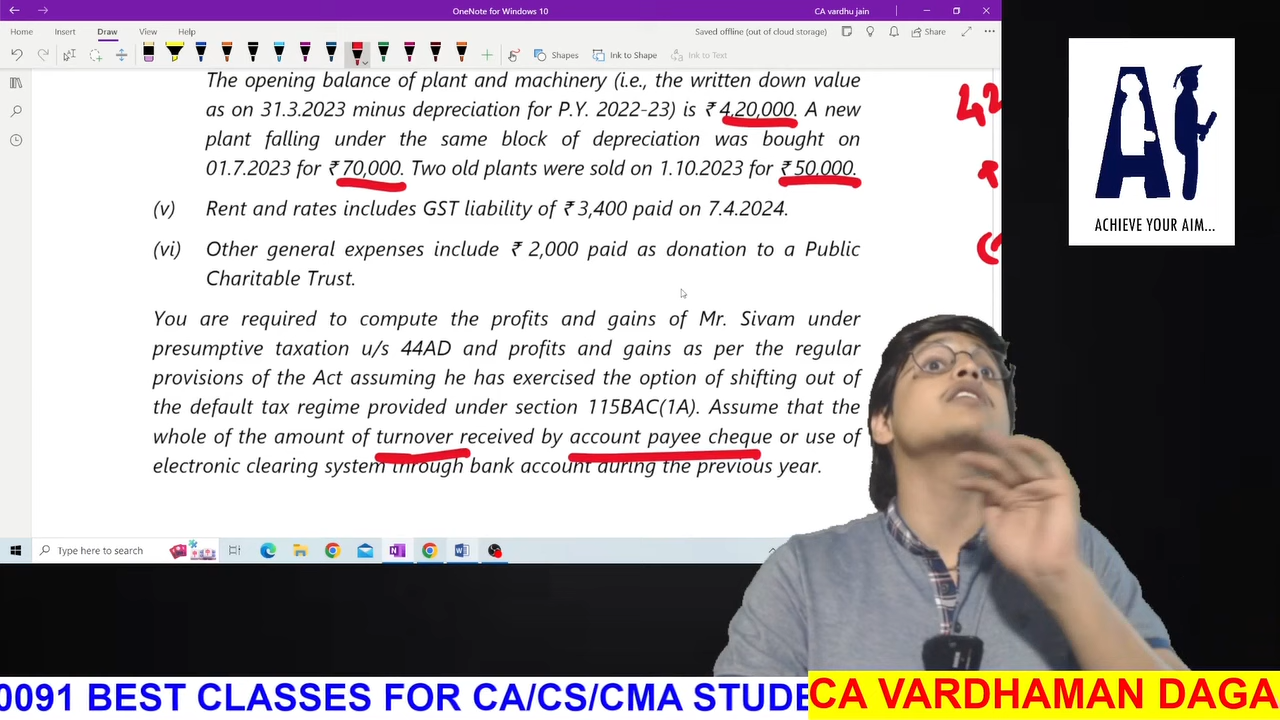 OneNote for Windows 10
CA vardhu jain
Home Insert Draw View Help
Saved offline (out of cloud storage)
Share
Shapes
Ink to Shape
Ink to Text
The opening balance of plant and machinery (i.e., the written down value
as on 31.3.2023 minus depreciation for P.Y. 2022-23) is ₹ 4,20,000. A new
plant falling under the same block of depreciation was bought on
01.7.2023 for ₹ 70,000. Two old plants were sold on 1.10.2023 for ₹ 50,000.
(v) Rent and rates includes GST liability of ₹ 3,400 paid on 7.4.2024.
(vi) Other general expenses include ₹ 2,000 paid as donation to a Public
Charitable Trust.
You are required to compute the profits and gains of Mr. Sivam under
presumptive taxation u/s 44AD and profits and gains as per the regular
provisions of the Act assuming he has exercised the option of shifting out of
the default tax regime provided under section 115BAC(1A). Assume that the
whole of the amount of turnover received by account payee cheque or use of
electronic clearing system through bank account during the previous year.
42
Type here to search
ACHIEVE YOUR AIM...
0091 BEST CLASSES FOR CA/CS/CMA STUDE
CA VARDHAMAN DAGA